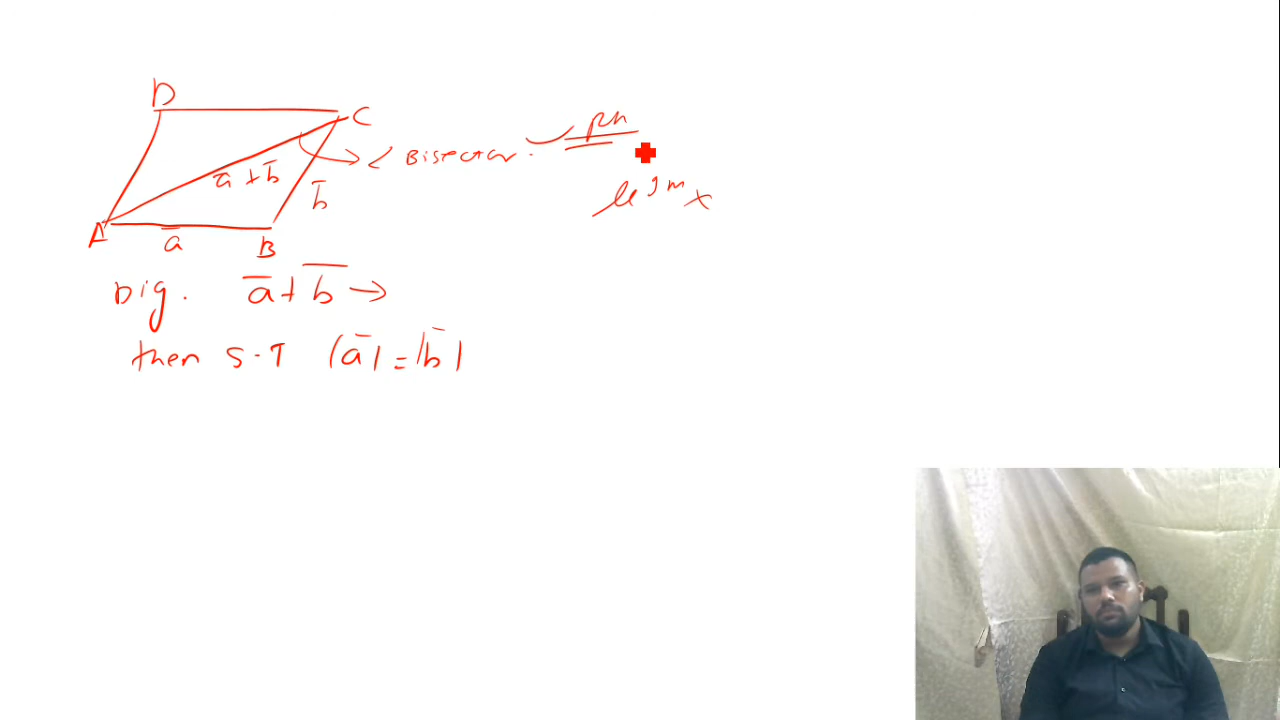 D
C
∠ Bisector.
a̅ + b̅
b̅
A
a̅
B
Dig. a̅ + b̅ →
then S.T |a̅| = |b̅|